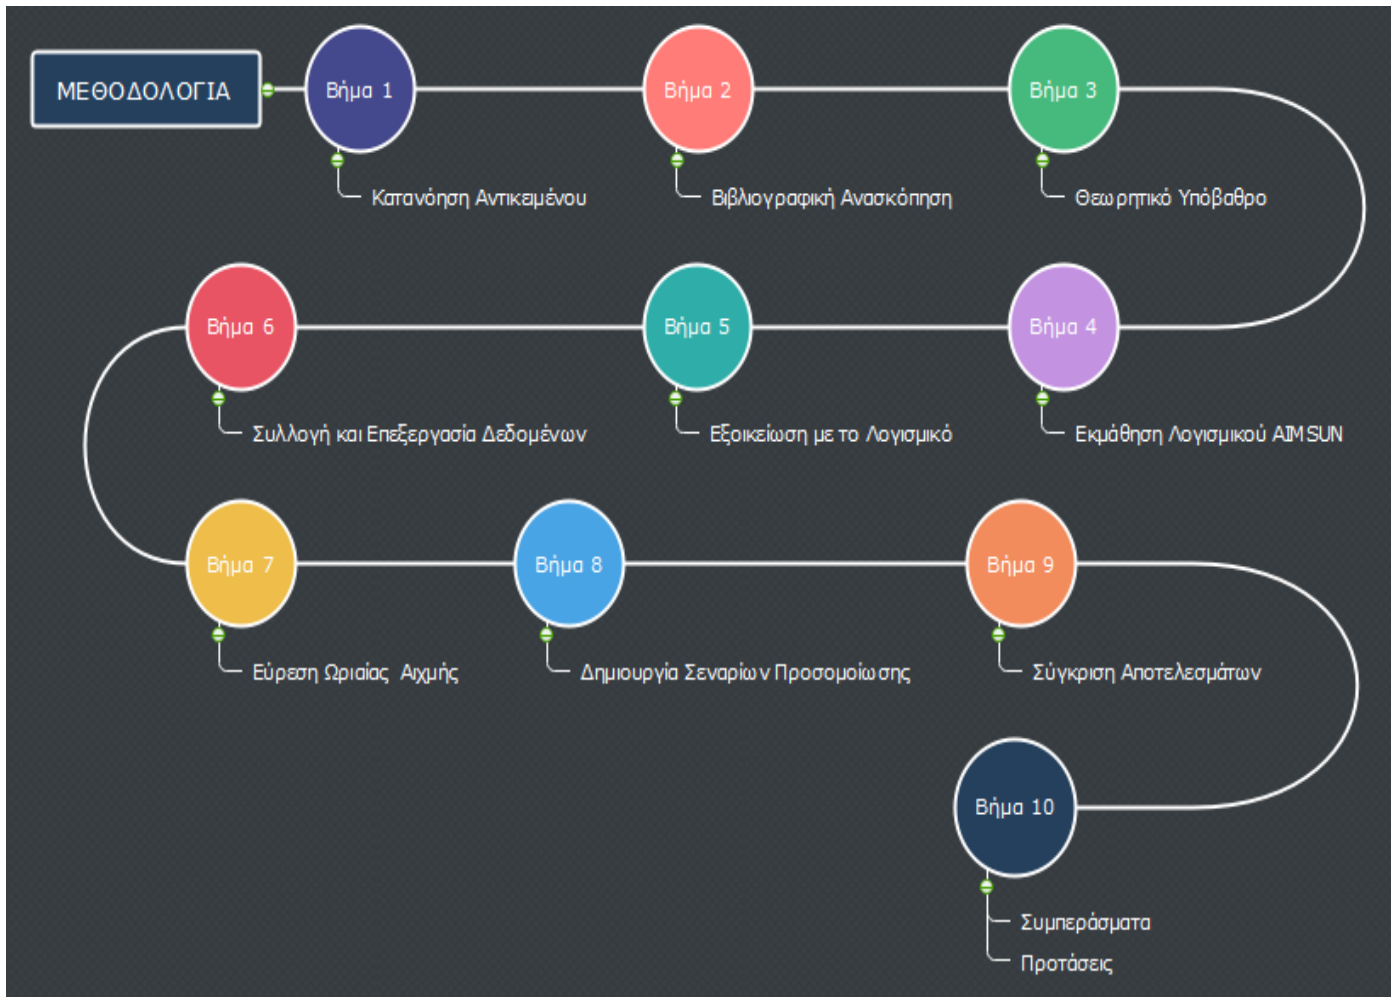 ΜΕΘΟΔΟΛΟΓΙΑ
Βήμα 1
Βήμα 2
Βήμα 3
Κατανόηση Αντικειμένου
Βιβλιογραφική Ανασκόπηση
Θεωρητικό Υπόβαθρο
Βήμα 6
Βήμα 5
Βήμα 4
Συλλογή και Επεξεργασία Δεδομένων
Εξοικείωση με το Λογισμικό
Εκμάθηση Λογισμικού AIMSUN
Βήμα 7
Βήμα 8
Βήμα 9
Εύρεση Ωριαίας Αιχμής
Δημιουργία Σεναρίων Προσομοίωσης
Σύγκριση Αποτελεσμάτων
Βήμα 10
Συμπεράσματα
Προτάσεις